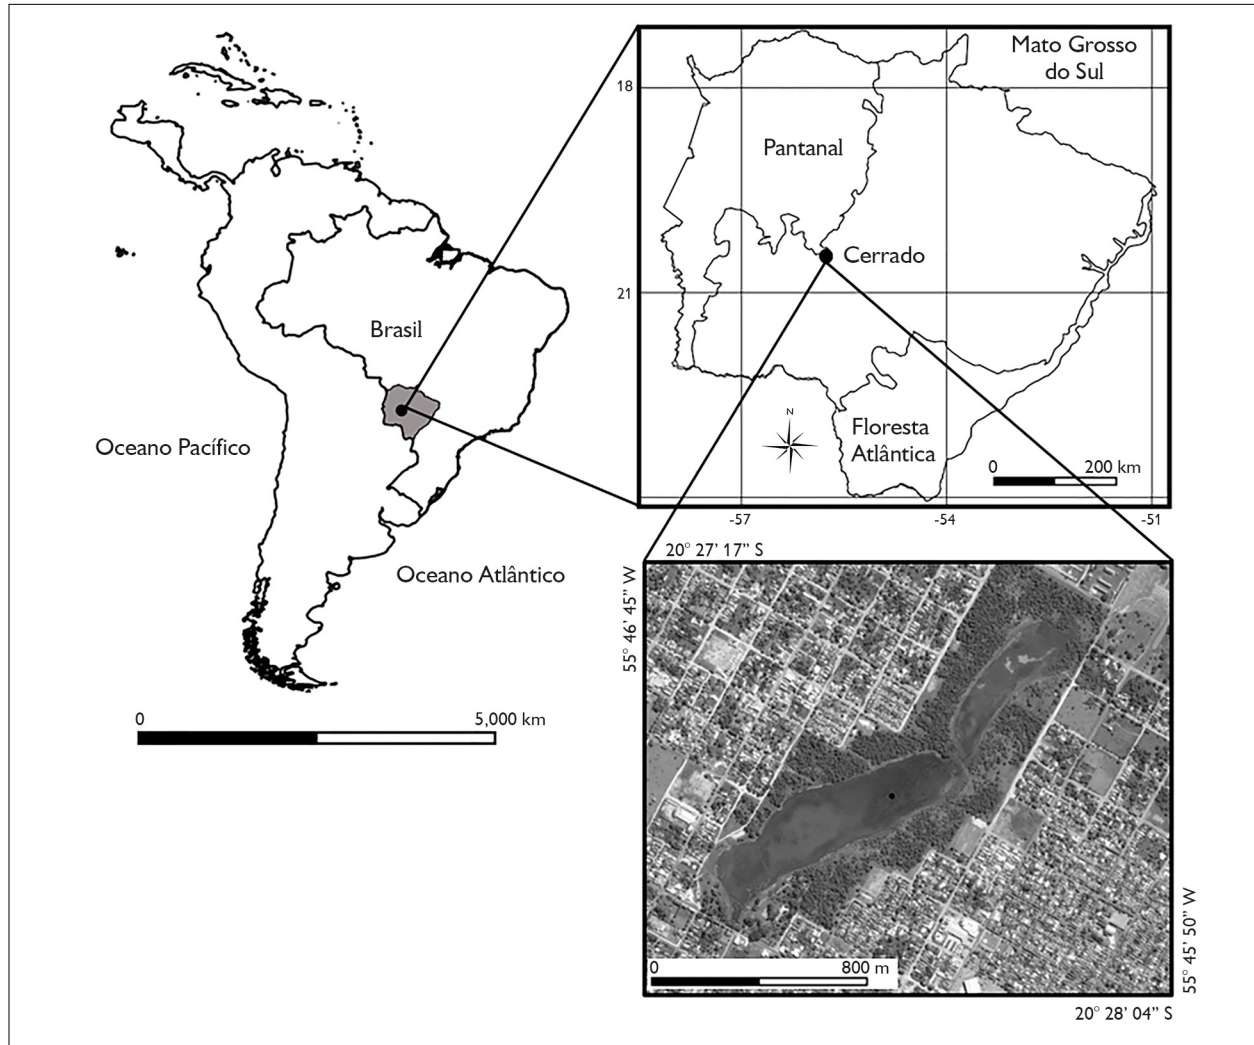 Mato Grosso
do Sul
18
Pantanal
Cerrado
21
Brasil
N
Floresta
Atlântica
Oceano Pacífico
0 200 km
-57 -54 -51
20° 27’ 17” S
Oceano Atlântico
55° 46’ 45” W
0 5,000 km
55° 45’ 50” W
0 800 m
20° 28’ 04” S